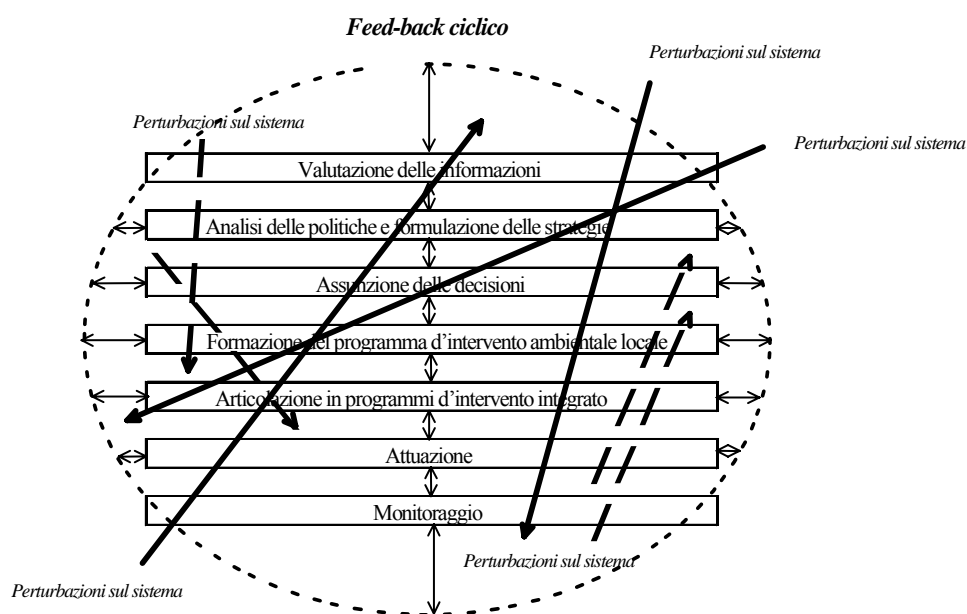 Feed-back ciclico
Perturbazioni sul sistema
Perturbazioni sul sistema
Perturbazioni sul sistema
Valutazione delle informazioni
Analisi delle politiche e formulazione delle strategie
Assunzione delle decisioni
Formazione del programma d'intervento ambientale locale
Articolazione in programmi d'intervento integrato
Attuazione
Monitoraggio
Perturbazioni sul sistema
Perturbazioni sul sistema